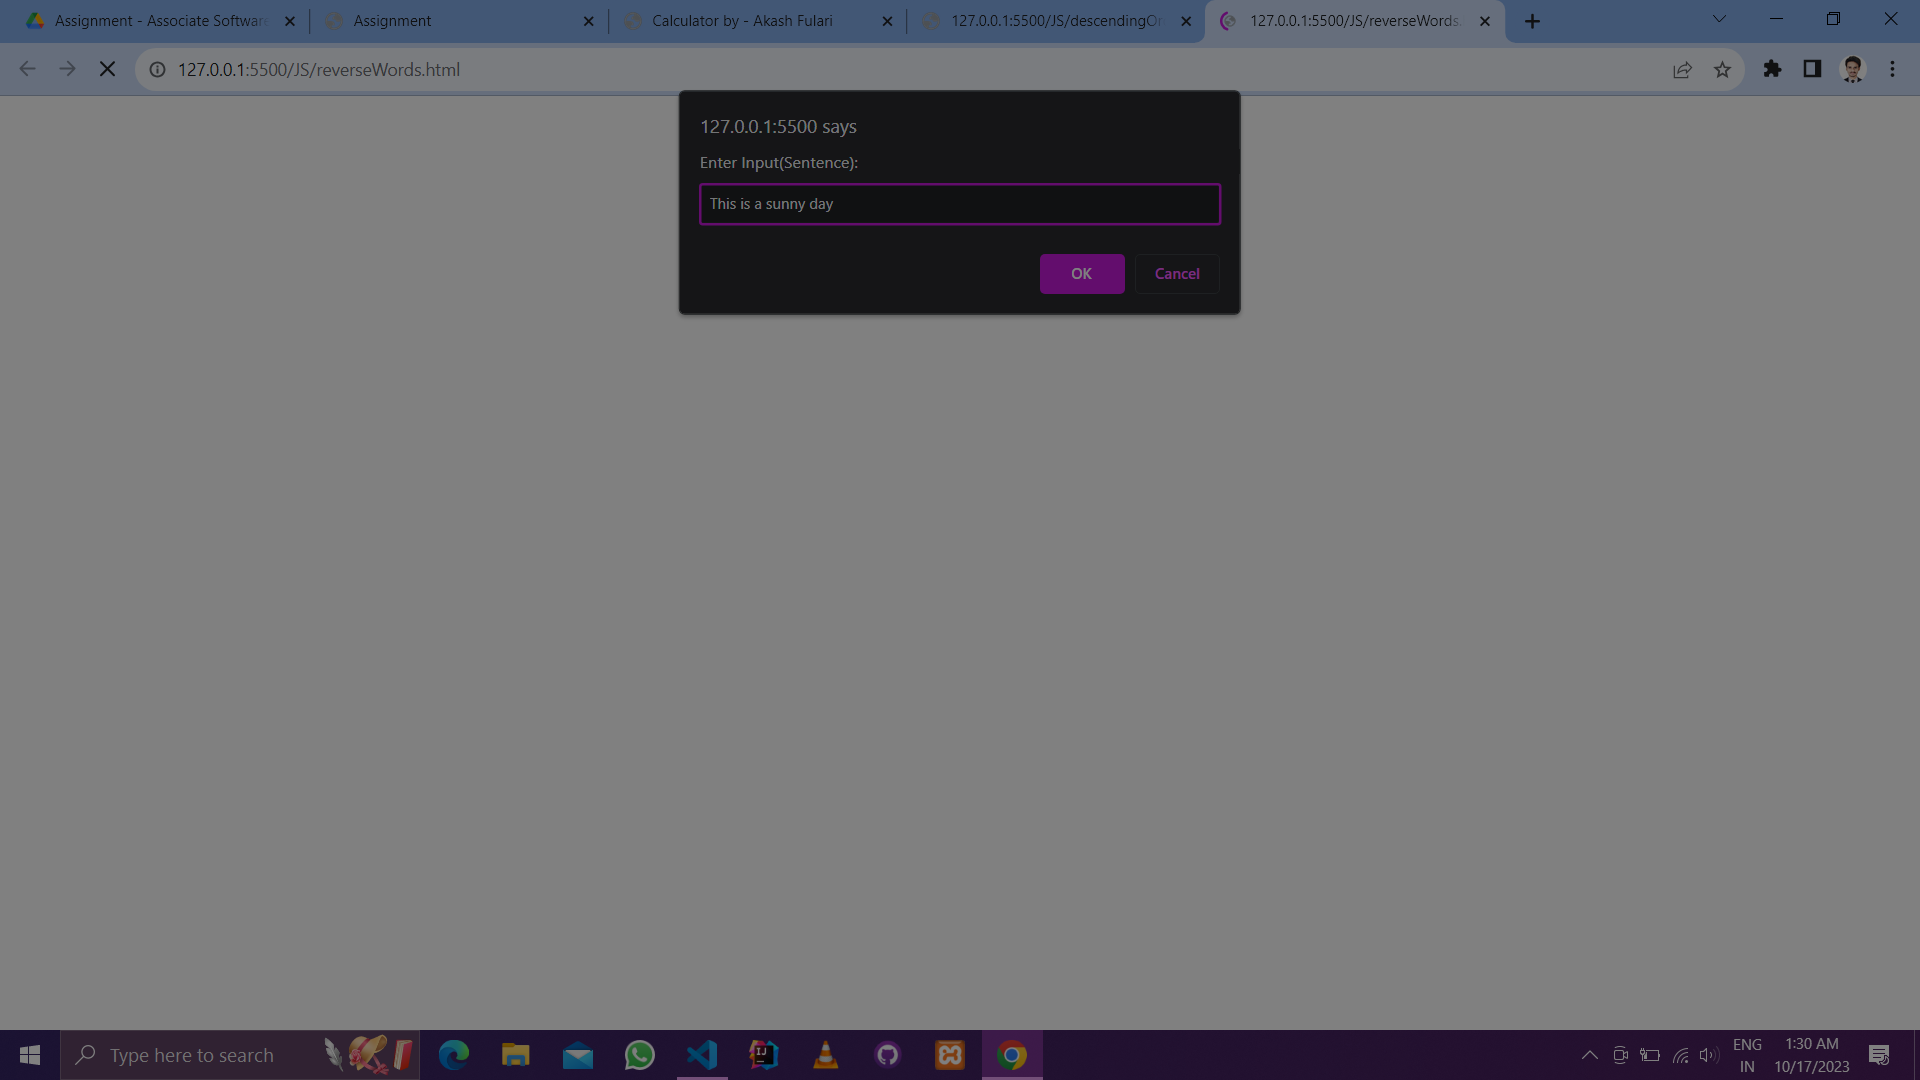 Assignment - Associate Softwar
Assignment
Calculator by - Akash Fulari
127.0.0.1:5500/JS/descendingOr
127.0.0.1:5500/JS/reverseWords.
127.0.0.1:5500/JS/reverseWords.html
127.0.0.1:5500 says
Enter Input(Sentence):
This is a sunny day
OK
Cancel
Type here to search
ENG
IN
1:30 AM
10/17/2023